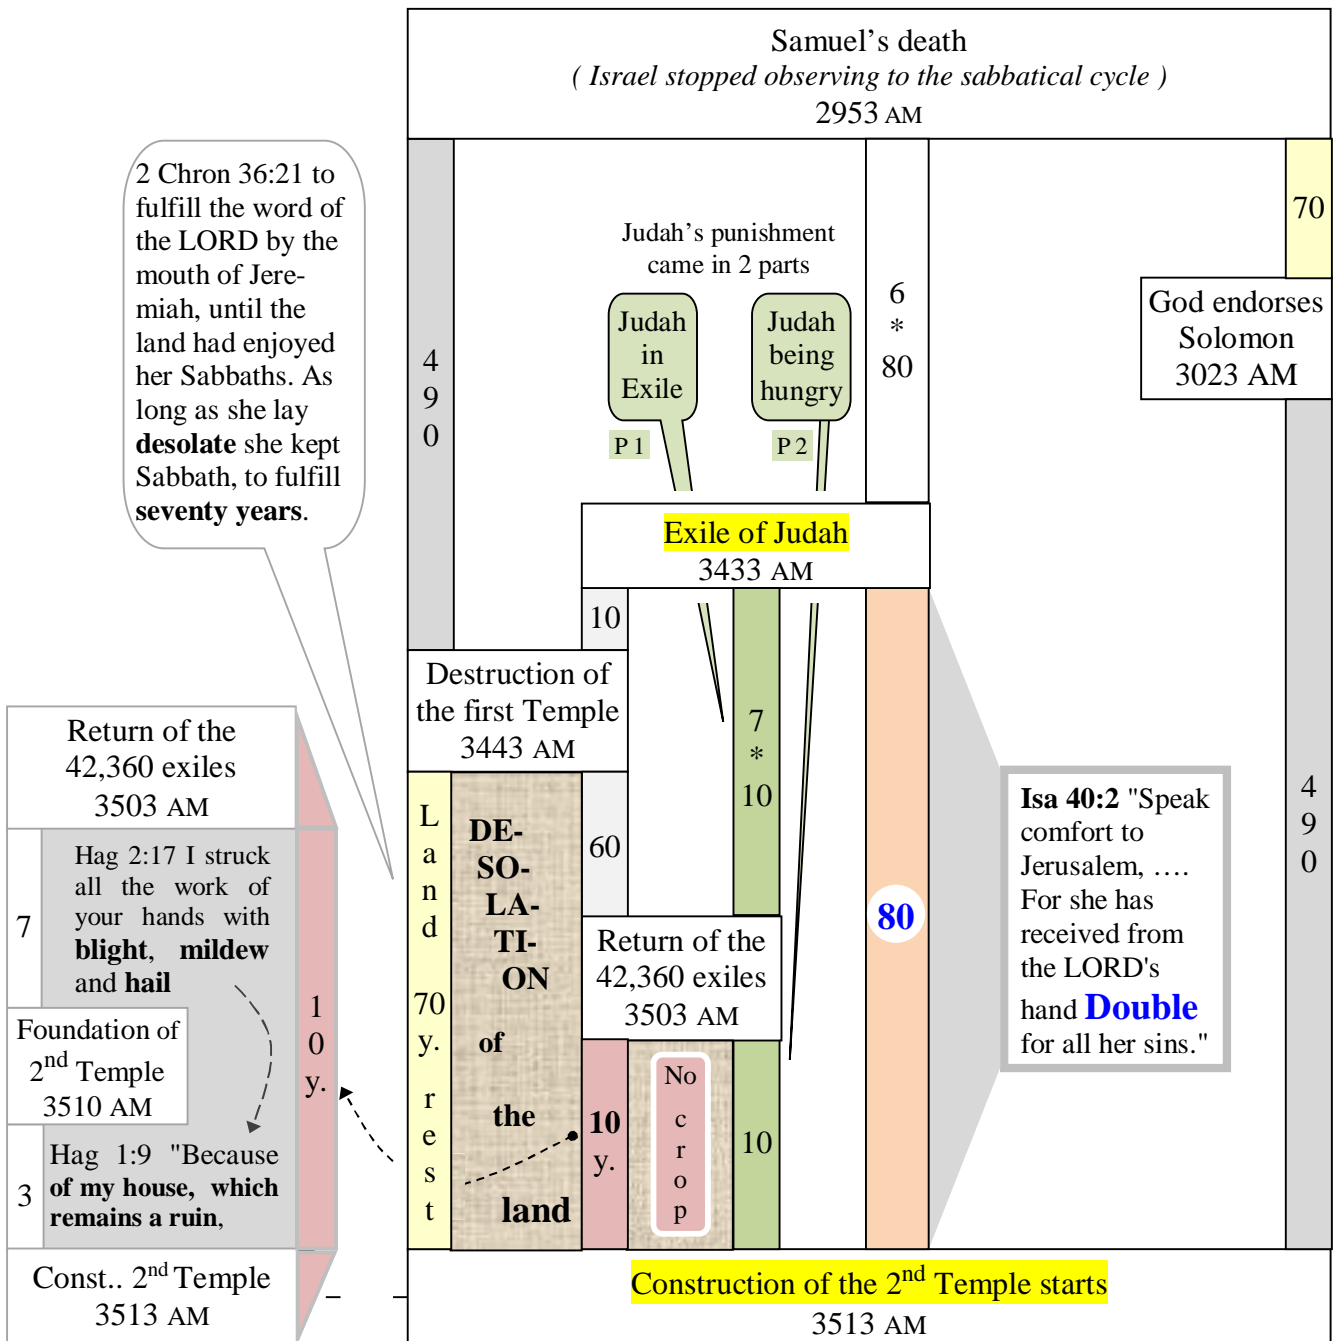 Samuel’s death
( Israel stopped observing to the sabbatical cycle )
2953 AM
2 Chron 36:21 to
fulfill the word of
the LORD by the
mouth of Jere-
miah, until the
land had enjoyed
her Sabbaths. As
long as she lay
desolate she kept
Sabbath, to fulfill
seventy years.
490
Judah’s punishment
came in 2 parts
Judah
in
Exile
P 1
Judah
being
hungry
P 2
6
*
80
70
God endorses
Solomon
3023 AM
490
Exile of Judah
3433 AM
10
Destruction of
the first Temple
3443 AM
Land 70 y. rest
DE-
SO-
LA-
TI-
ON
of
the
land
60
7
*
10
80
Return of the
42,360 exiles
3503 AM
10
y.
No
crop
10
Isa 40:2 "Speak
comfort to
Jerusalem, ….
For she has
received from
the LORD's
hand Double
for all her sins."
Return of the
42,360 exiles
3503 AM
7
Hag 2:17 I struck
all the work of
your hands with
blight, mildew
and hail
10 y.
Foundation of
2nd Temple
3510 AM
3
Hag 1:9 "Because
of my house, which
remains a ruin,
Const.. 2nd Temple
3513 AM
Construction of the 2nd Temple starts
3513 AM